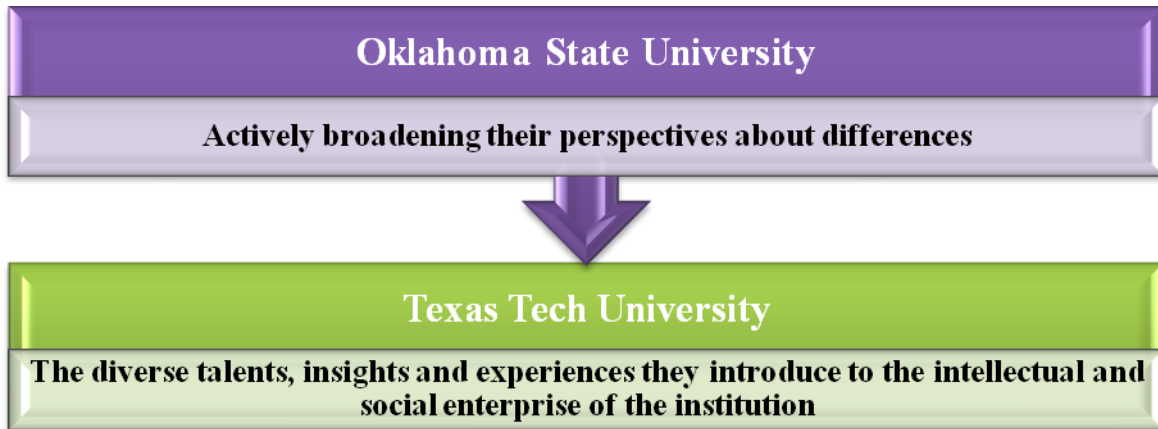 Oklahoma State University
Actively broadening their perspectives about differences
Texas Tech University
The diverse talents, insights and experiences they introduce to the intellectual and
social enterprise of the institution